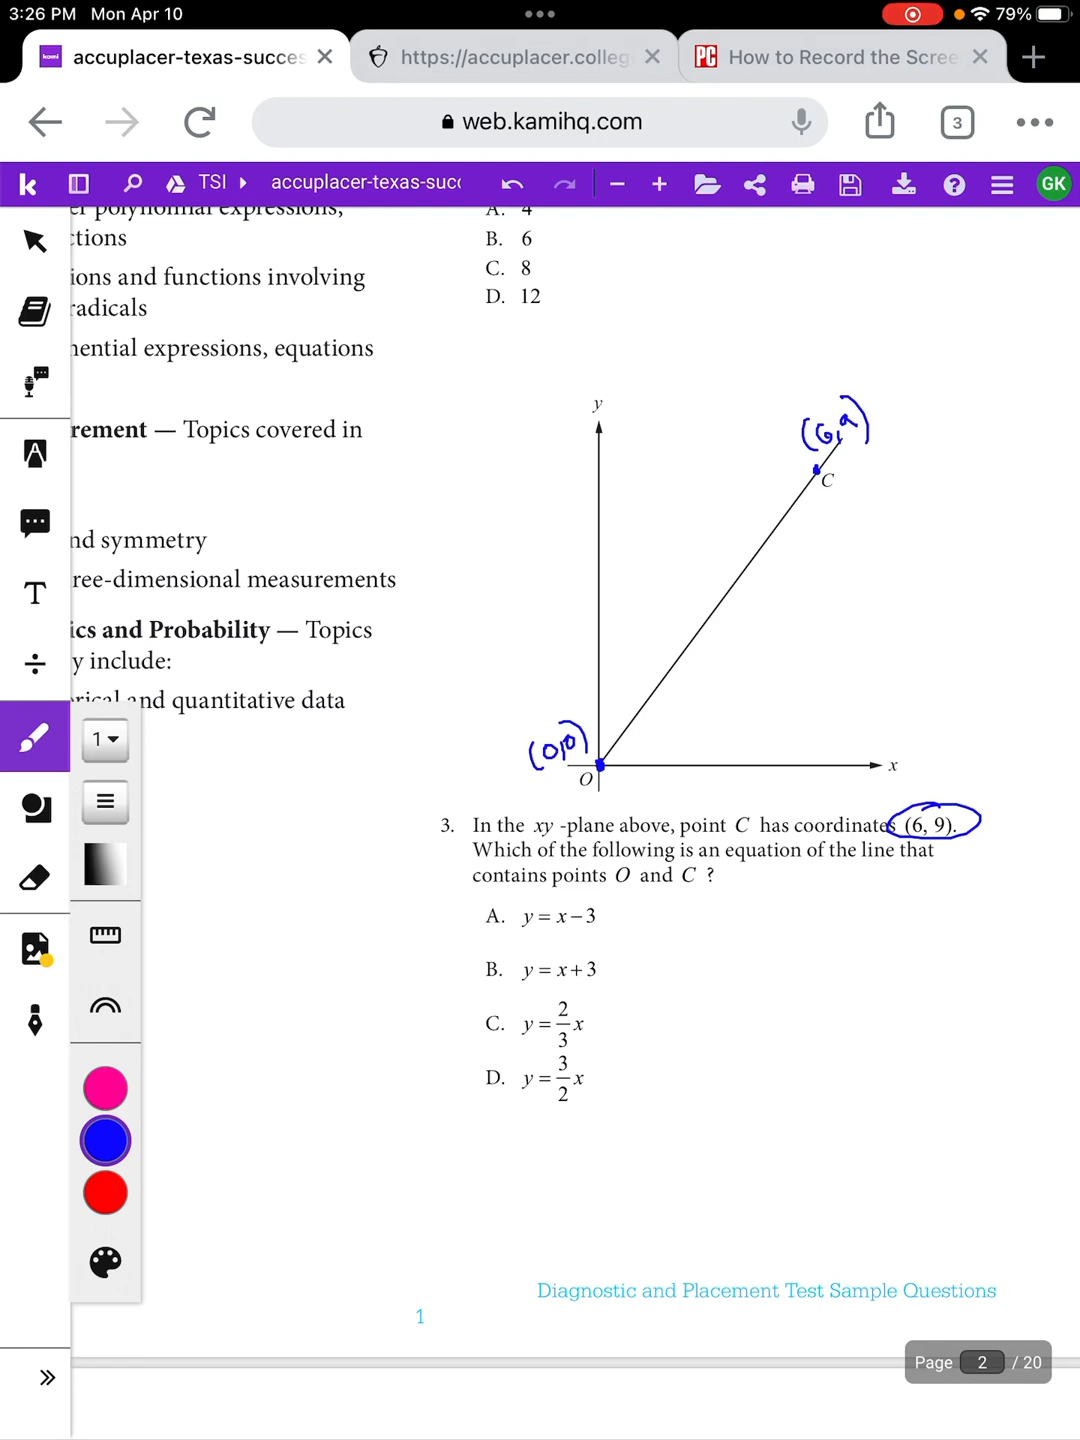 3:26 PM Mon Apr 10
79%
kami accuplacer-texas-succes
https://accuplacer.colleg
PC How to Record the Scree
web.kamihq.com
3
k
TSI
accuplacer-texas-succ
GK
er polynomial expressions,
ctions
ions and functions involving
radicals
nential expressions, equations
rement — Topics covered in
nd symmetry
ree-dimensional measurements
ics and Probability — Topics
y include:
rical and quantitative data
1
A. 4
B. 6
C. 8
D. 12
y
(6,9)
C
(0,0)
O
x
3. In the xy -plane above, point C has coordinates (6, 9).
Which of the following is an equation of the line that
contains points O and C ?
A. y = x − 3
B. y = x + 3
C. y = 2/3 x
D. y = 3/2 x
Diagnostic and Placement Test Sample Questions
1
Page 2 / 20